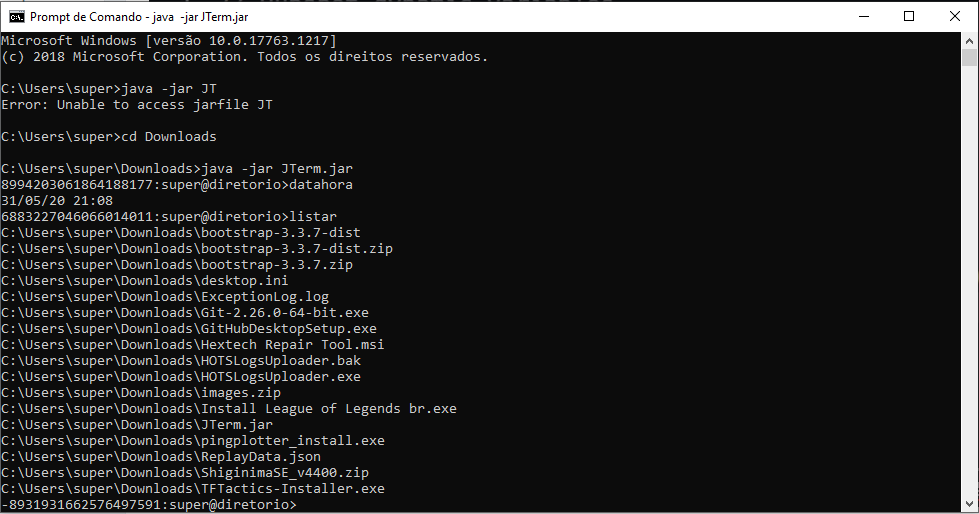 Prompt de Comando - java  -jar JTerm.jar
Microsoft Windows [versão 10.0.17763.1217]
(c) 2018 Microsoft Corporation. Todos os direitos reservados.
C:\Users\super>java -jar JT
Error: Unable to access jarfile JT
C:\Users\super>cd Downloads
C:\Users\super\Downloads>java -jar JTerm.jar
8994203061864188177:super@diretorio>datahora
31/05/20 21:08
6883227046066014011:super@diretorio>listar
C:\Users\super\Downloads\bootstrap-3.3.7-dist
C:\Users\super\Downloads\bootstrap-3.3.7-dist.zip
C:\Users\super\Downloads\bootstrap-3.3.7.zip
C:\Users\super\Downloads\desktop.ini
C:\Users\super\Downloads\ExceptionLog.log
C:\Users\super\Downloads\Git-2.26.0-64-bit.exe
C:\Users\super\Downloads\GitHubDesktopSetup.exe
C:\Users\super\Downloads\Hextech Repair Tool.msi
C:\Users\super\Downloads\HOTSLogsUploader.bak
C:\Users\super\Downloads\HOTSLogsUploader.exe
C:\Users\super\Downloads\images.zip
C:\Users\super\Downloads\Install League of Legends br.exe
C:\Users\super\Downloads\JTerm.jar
C:\Users\super\Downloads\pingplotter_install.exe
C:\Users\super\Downloads\ReplayData.json
C:\Users\super\Downloads\ShiginimaSE_v4400.zip
C:\Users\super\Downloads\TFTactics-Installer.exe
-8931931662576497591:super@diretorio>